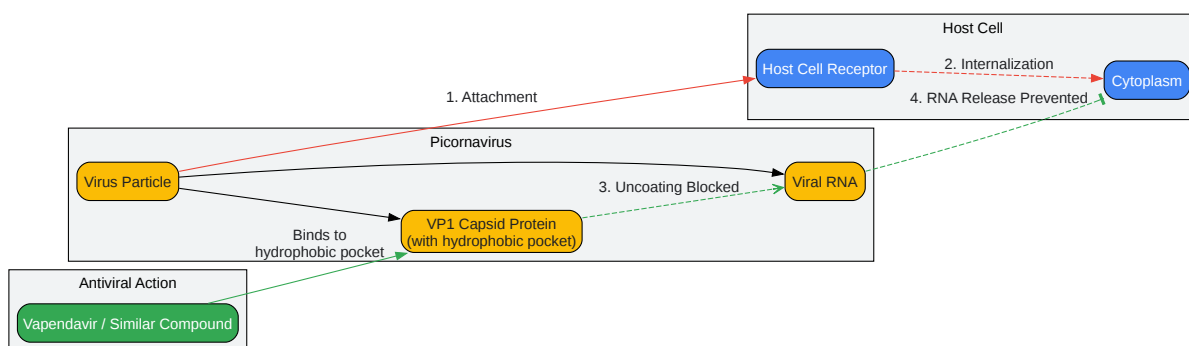 Host Cell
Host Cell Receptor
2. Internalization
Cytoplasm
1. Attachment
4. RNA Release Prevented
Picornavirus
Virus Particle
3. Uncoating Blocked
Viral RNA
VP1 Capsid Protein
(with hydrophobic pocket)
Binds to
hydrophobic pocket
Antiviral Action
Vapendavir / Similar Compound